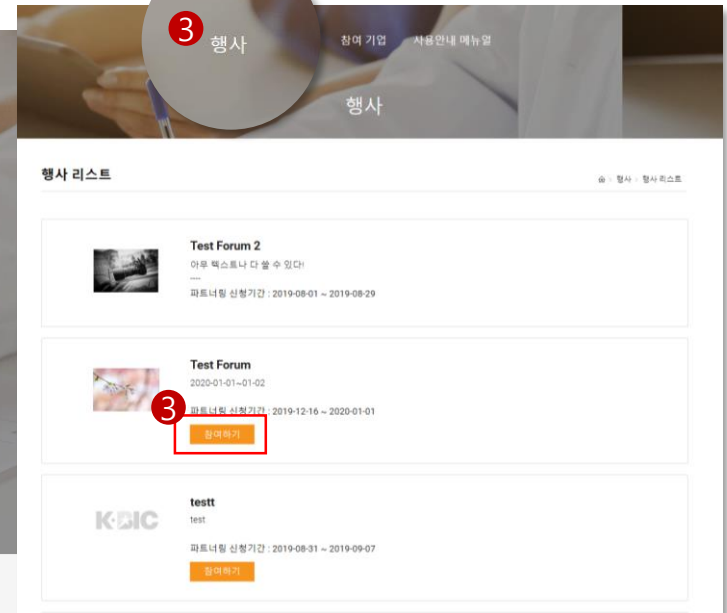 3
행사
참여 기업
사용안내 메뉴얼
행사
행사 리스트
행사 > 행사 리스트
Test Forum 2
아무 텍스트나 다 쓸 수 있다!
----
파트너링 신청기간 : 2019-08-01 ~ 2019-08-29
Test Forum
2020-01-01~01-02
3
파트너링 신청기간 : 2019-12-16 ~ 2020-01-01
참여하기
K-BIC
testt
test
파트너링 신청기간 : 2019-08-31 ~ 2019-09-07
참여하기